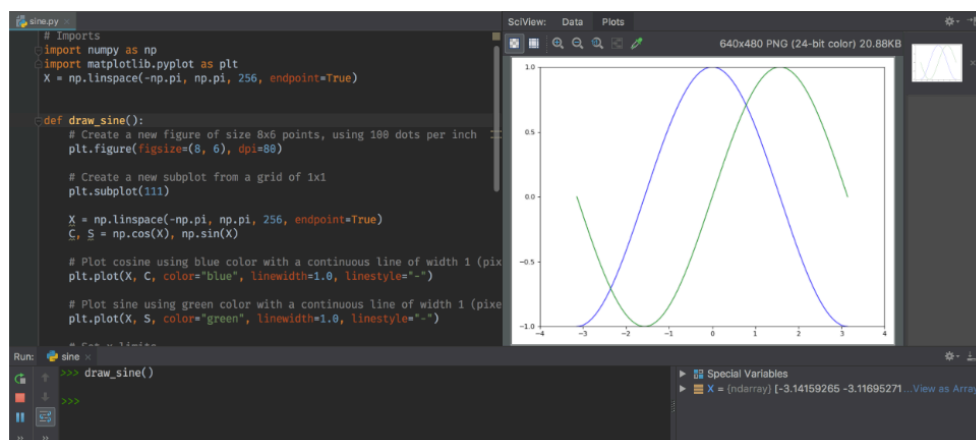 sine.py
# Imports
import numpy as np
import matplotlib.pyplot as plt
X = np.linspace(-np.pi, np.pi, 256, endpoint=True)
def draw_sine():
# Create a new figure of size 8x6 points, using 100 dots per inch
plt.figure(figsize=(8, 6), dpi=80)
# Create a new subplot from a grid of 1x1
plt.subplot(111)
X = np.linspace(-np.pi, np.pi, 256, endpoint=True)
C, S = np.cos(X), np.sin(X)
# Plot cosine using blue color with a continuous line of width 1 (pix
plt.plot(X, C, color="blue", linewidth=1.0, linestyle="-")
# Plot sine using green color with a continuous line of width 1 (pixe
plt.plot(X, S, color="green", linewidth=1.0, linestyle="-")
SciView: Data Plots
640x480 PNG (24-bit color) 20.88KB
1.0
0.5
0.0
-0.5
-1.0
-4 -3 -2 -1 0 1 2 3 4
Run: sine
>>> draw_sine()
>>>
Special Variables
X = {ndarray} [-3.14159265 -3.11695271 ...View as Array